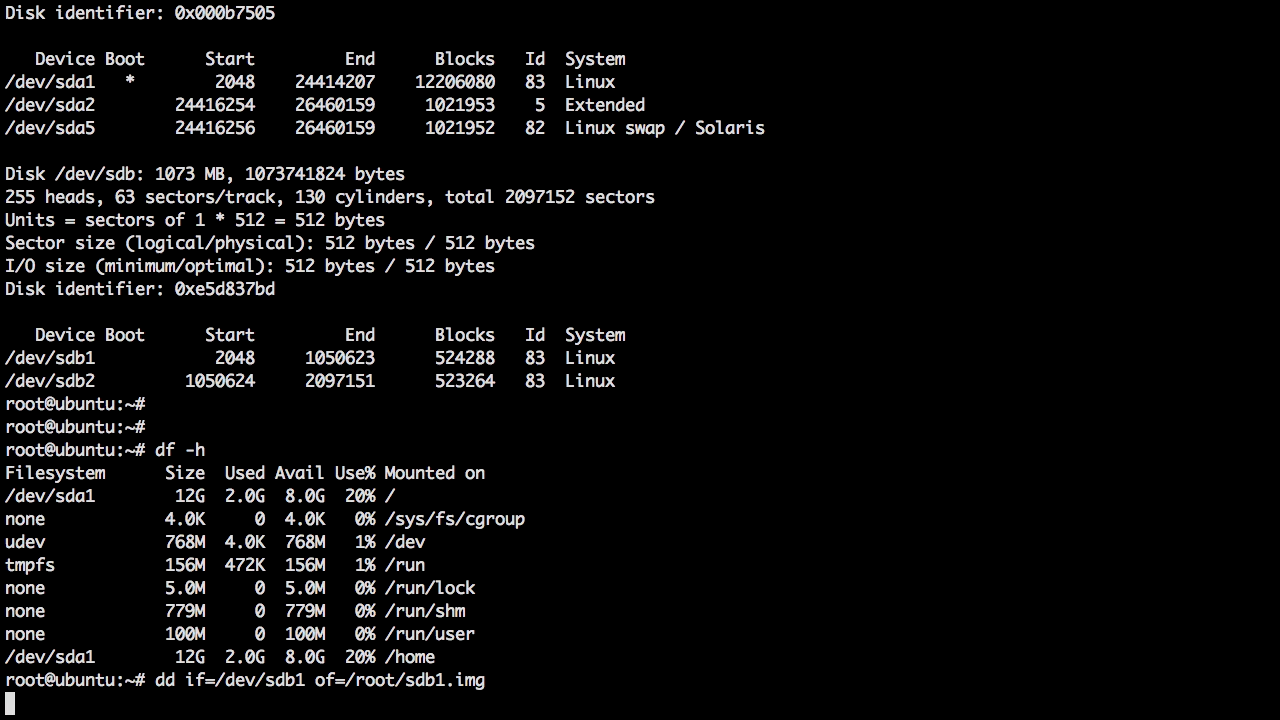 Disk identifier: 0x000b7505
Device Boot Start End Blocks Id System
/dev/sda1 * 2048 24414207 12206080 83 Linux
/dev/sda2 24416254 26460159 1021953 5 Extended
/dev/sda5 24416256 26460159 1021952 82 Linux swap / Solaris
Disk /dev/sdb: 1073 MB, 1073741824 bytes
255 heads, 63 sectors/track, 130 cylinders, total 2097152 sectors
Units = sectors of 1 * 512 = 512 bytes
Sector size (logical/physical): 512 bytes / 512 bytes
I/O size (minimum/optimal): 512 bytes / 512 bytes
Disk identifier: 0xe5d837bd
Device Boot Start End Blocks Id System
/dev/sdb1 2048 1050623 524288 83 Linux
/dev/sdb2 1050624 2097151 523264 83 Linux
root@ubuntu:~#
root@ubuntu:~#
root@ubuntu:~# df -h
Filesystem Size Used Avail Use% Mounted on
/dev/sda1 12G 2.0G 8.0G 20% /
none 4.0K 0 4.0K 0% /sys/fs/cgroup
udev 768M 4.0K 768M 1% /dev
tmpfs 156M 472K 156M 1% /run
none 5.0M 0 5.0M 0% /run/lock
none 779M 0 779M 0% /run/shm
none 100M 0 100M 0% /run/user
/dev/sda1 12G 2.0G 8.0G 20% /home
root@ubuntu:~# dd if=/dev/sdb1 of=/root/sdb1.img